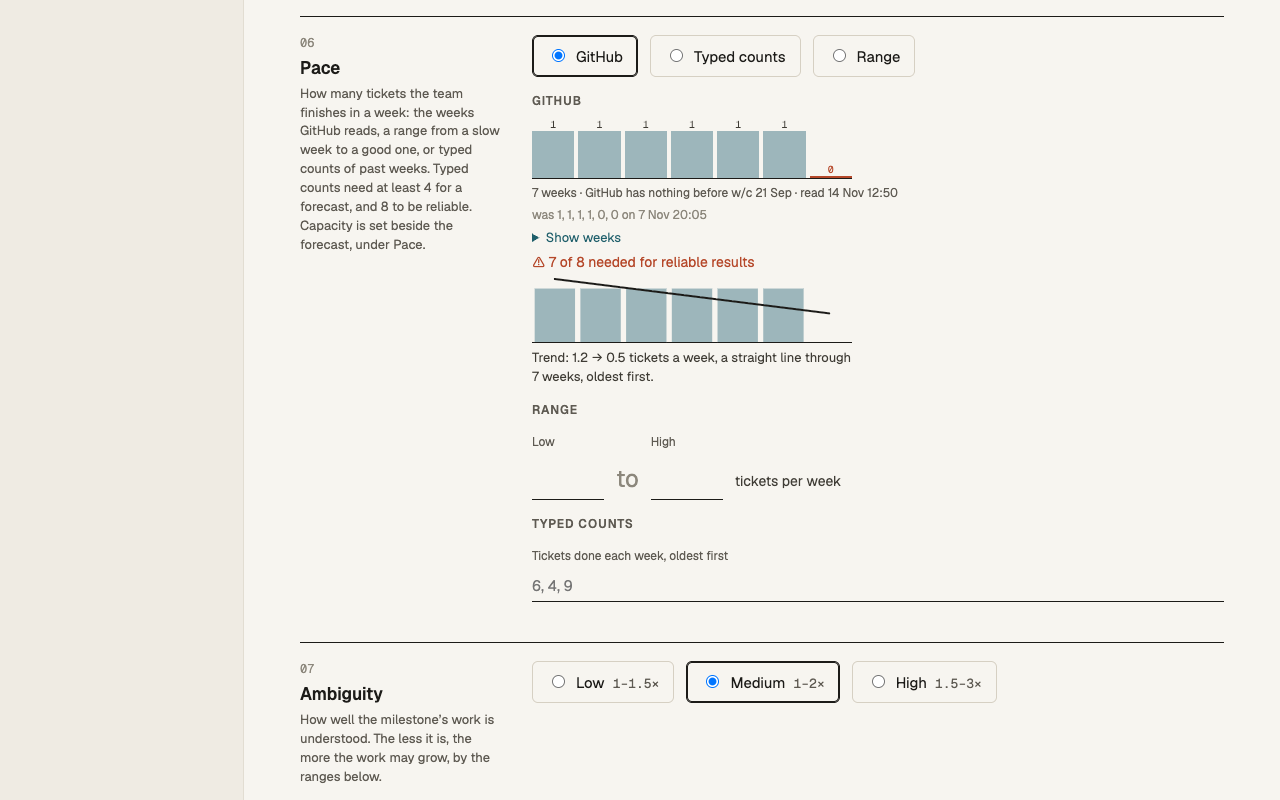 06
Pace
How many tickets the team
finishes in a week: the weeks
GitHub reads, a range from a slow
week to a good one, or typed
counts of past weeks. Typed
counts need at least 4 for a
forecast, and 8 to be reliable.
Capacity is set beside the
forecast, under Pace.
GitHub
Typed counts
Range
GITHUB
1 1 1 1 1 1 0
7 weeks · GitHub has nothing before w/c 21 Sep · read 14 Nov 12:50
was 1, 1, 1, 1, 0, 0 on 7 Nov 20:05
Show weeks
7 of 8 needed for reliable results
Trend: 1.2 → 0.5 tickets a week, a straight line through
7 weeks, oldest first.
RANGE
Low
High
to
tickets per week
TYPED COUNTS
Tickets done each week, oldest first
6, 4, 9
07
Ambiguity
How well the milestone's work is
understood. The less it is, the
more the work may grow, by the
ranges below.
Low 1–1.5×
Medium 1–2×
High 1.5–3×